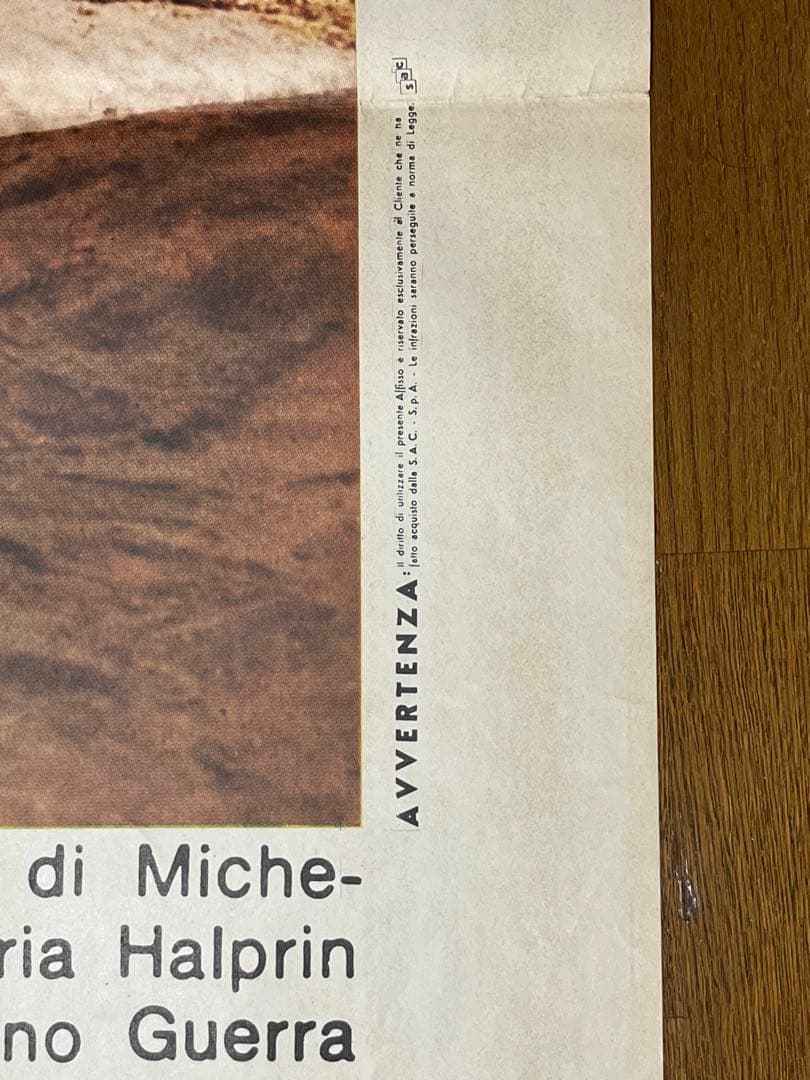 AVVERTENZA: Il diritto di utilizzare il presente Affisso è riservato esclusivamente al Cliente che ne ha
fatto acquisto dalla S.A.C. - S.p.A. - Le infrazioni saranno perseguite a norma di Legge.
sac
di Miche-
ria Halprin
no Guerra